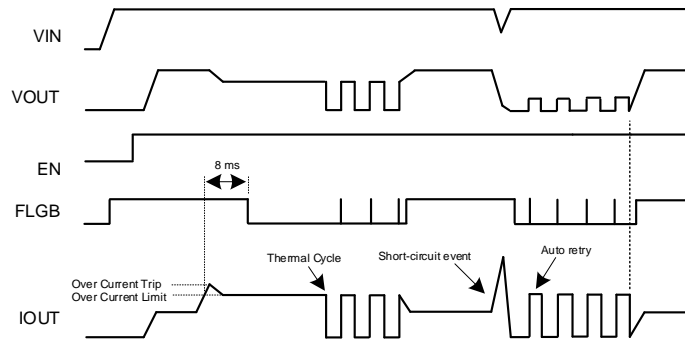 VIN
VOUT
EN
8 ms
FLGB
Thermal Cycle
Short-circuit event
Auto retry
Over Current Trip
Over Current Limit
IOUT